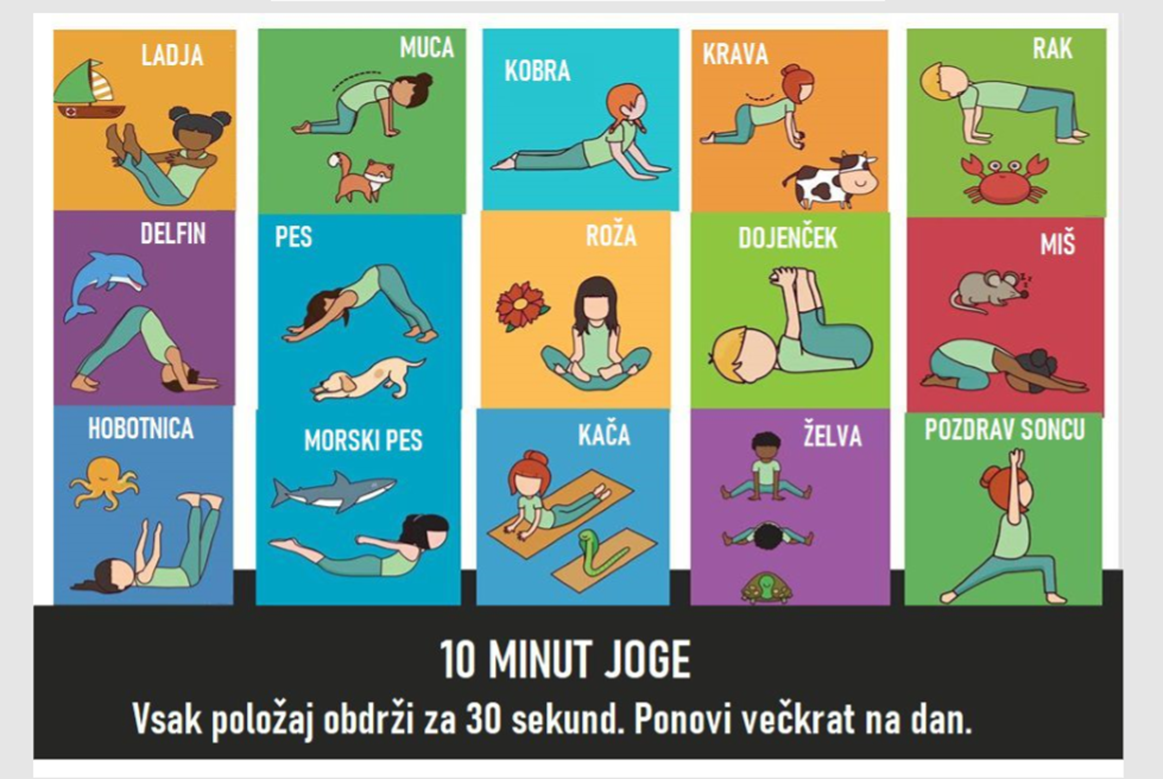 LADJA
MUCA
KOBRA
KRAVA
RAK
DELFIN
PES
ROŽA
DOJENČEK
MIŠ
HOBOTNICA
MORSKI PES
KAČA
ŽELVA
POZDRAV SONCU
10 MINUT JOGE
Vsak položaj obdrži za 30 sekund. Ponovi večkrat na dan.